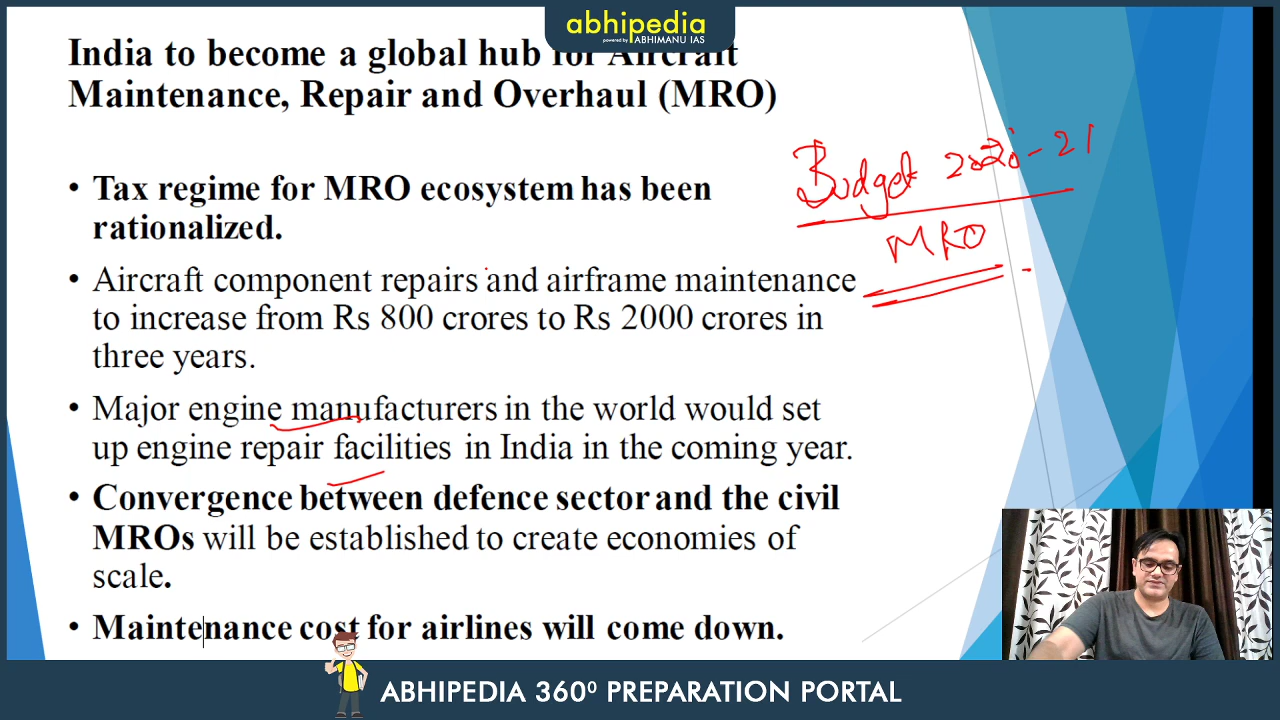 abhipedia
powered by ABHIMANU IAS
India to become a global hub for Aircraft
Maintenance, Repair and Overhaul (MRO)
Budget 2020-21
MRO
• Tax regime for MRO ecosystem has been
rationalized.
• Aircraft component repairs and airframe maintenance
to increase from Rs 800 crores to Rs 2000 crores in
three years.
• Major engine manufacturers in the world would set
up engine repair facilities in India in the coming year.
• Convergence between defence sector and the civil
MROs will be established to create economies of
scale.
• Maintenance cost for airlines will come down.
ABHIPEDIA 360⁰ PREPARATION PORTAL